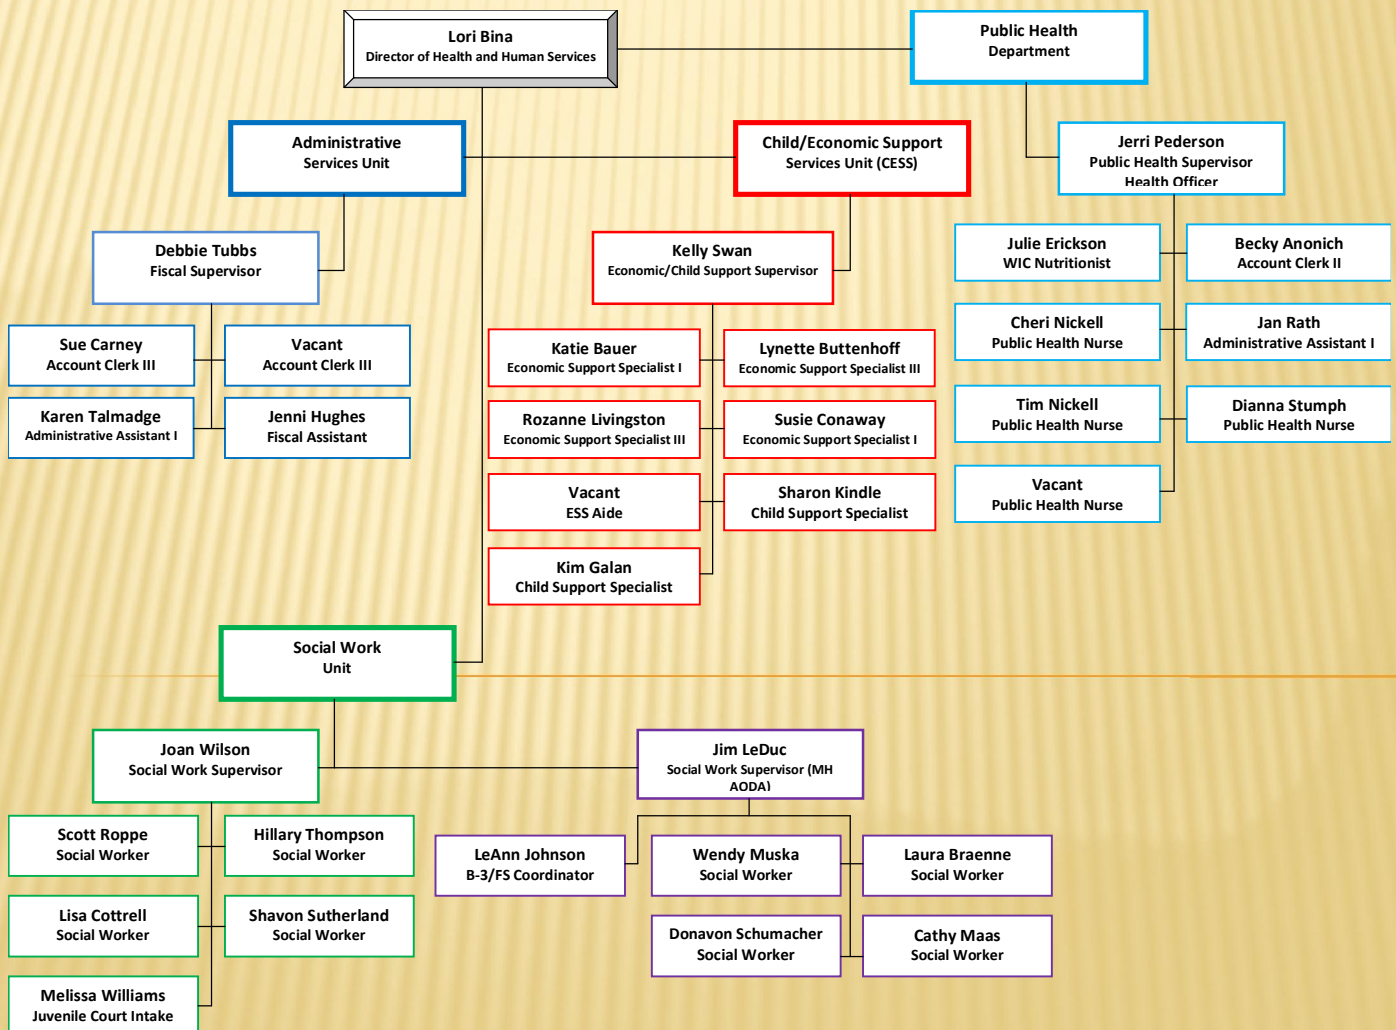 Lori Bina
Director of Health and Human Services
Public Health
Department
Administrative
Services Unit
Child/Economic Support
Services Unit (CESS)
Jerri Pederson
Public Health Supervisor
Health Officer
Debbie Tubbs
Fiscal Supervisor
Kelly Swan
Economic/Child Support Supervisor
Julie Erickson
WIC Nutritionist
Becky Anonich
Account Clerk II
Sue Carney
Account Clerk III
Vacant
Account Clerk III
Katie Bauer
Economic Support Specialist I
Lynette Buttenhoff
Economic Support Specialist III
Cheri Nickell
Public Health Nurse
Jan Rath
Administrative Assistant I
Karen Talmadge
Administrative Assistant I
Jenni Hughes
Fiscal Assistant
Rozanne Livingston
Economic Support Specialist III
Susie Conaway
Economic Support Specialist I
Tim Nickell
Public Health Nurse
Dianna Stumph
Public Health Nurse
Vacant
ESS Aide
Sharon Kindle
Child Support Specialist
Vacant
Public Health Nurse
Kim Galan
Child Support Specialist
Social Work
Unit
Joan Wilson
Social Work Supervisor
Jim LeDuc
Social Work Supervisor (MH
AODA)
Scott Roppe
Social Worker
Hillary Thompson
Social Worker
LeAnn Johnson
B-3/FS Coordinator
Wendy Muska
Social Worker
Laura Braenne
Social Worker
Lisa Cottrell
Social Worker
Shavon Sutherland
Social Worker
Donavon Schumacher
Social Worker
Cathy Maas
Social Worker
Melissa Williams
Juvenile Court Intake